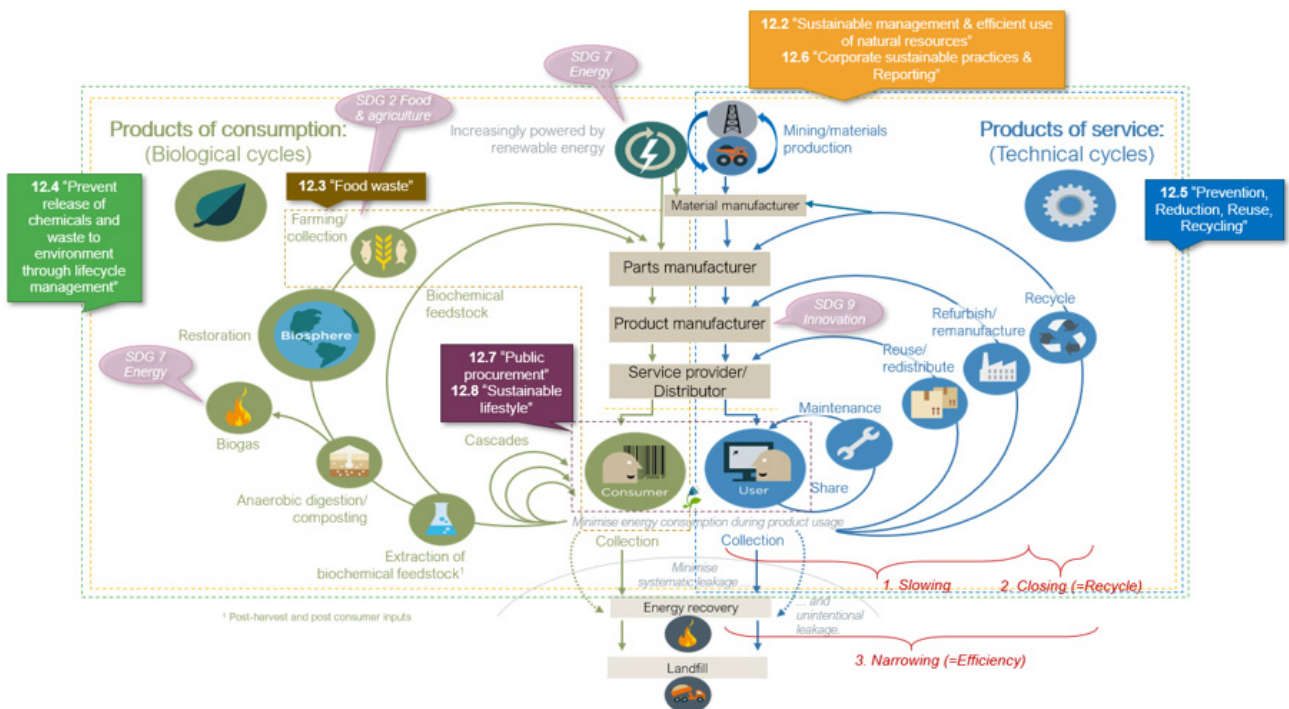 12.2 "Sustainable management & efficient use
of natural resources"
12.6 "Corporate sustainable practices &
Reporting"
SDG 7
Energy
SDG 2 Food
& agriculture
Products of consumption:
(Biological cycles)
Increasingly powered by
renewable energy
Mining/materials
production
Products of service:
(Technical cycles)
12.4 "Prevent
release of
chemicals and
waste to
environment
through lifecycle
management"
12.3 "Food waste"
12.5 "Prevention,
Reduction, Reuse,
Recycling"
Farming/
collection
Material manufacturer
Parts manufacturer
Biochemical
feedstock
Product manufacturer
SDG 9
Innovation
Recycle
Refurbish/
remanufacture
Restoration
Biosphere
Reuse/
redistribute
SDG 7
Energy
12.7 "Public
procurement"
12.8 "Sustainable
lifestyle"
Service provider/
Distributor
Maintenance
Biogas
Cascades
Consumer
User
Share
Anaerobic digestion/
composting
Minimise energy consumption during product usage
Extraction of
biochemical feedstock¹
Collection
Collection
Minimise
systematic leakage ...
1. Slowing
2. Closing (=Recycle)
¹ Post-harvest and post consumer inputs
Energy recovery
... and
unintentional
leakage.
3. Narrowing (=Efficiency)
Landfill